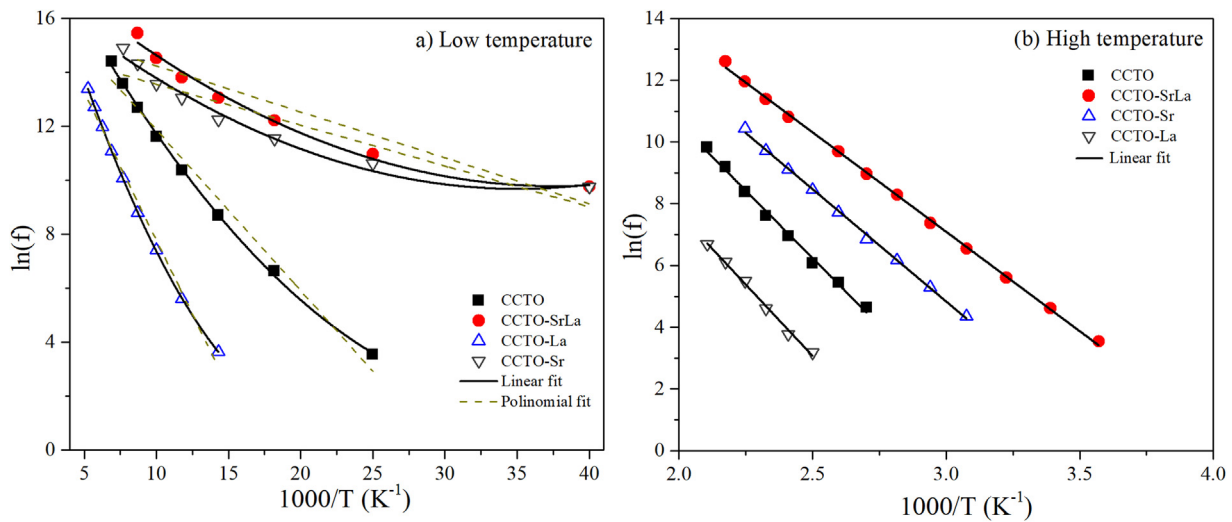 a) Low temperature
16
12
8
4
0
ln(f)
CCTO
CCTO-SrLa
CCTO-La
CCTO-Sr
Linear fit
Polinomial fit
5 10 15 20 25 30 35 40
1000/T (K⁻¹)
(b) High temperature
14
12
10
8
6
4
2
0
ln(f)
CCTO
CCTO-SrLa
CCTO-Sr
CCTO-La
Linear fit
2.0 2.5 3.0 3.5 4.0
1000/T (K⁻¹)